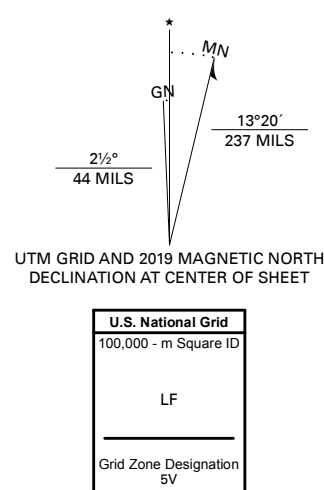 ★
MN
GN
13°20´
237 MILS
2½°
44 MILS
UTM GRID AND 2019 MAGNETIC NORTH
DECLINATION AT CENTER OF SHEET
U.S. National Grid
100,000 - m Square ID
LF
Grid Zone Designation
5V